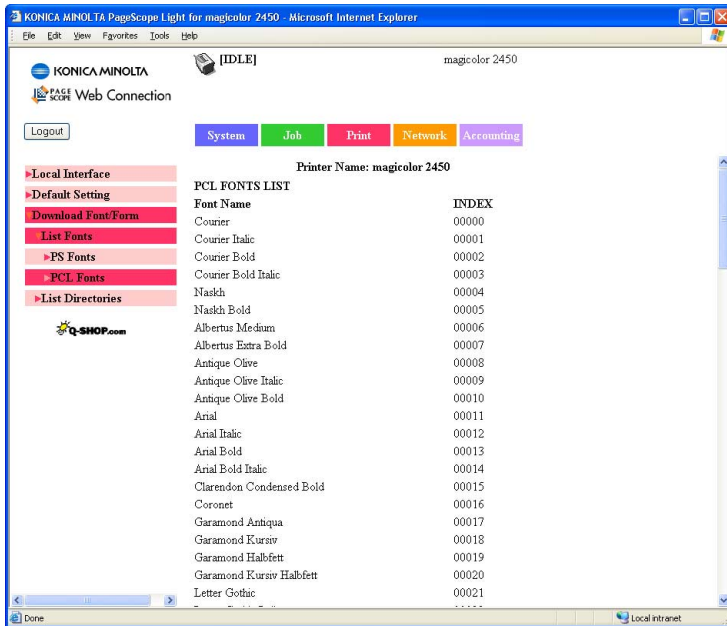 KONICA MINOLTA PageScope Light for magicolor 2450 - Microsoft Internet Explorer
File Edit View Favorites Tools Help
KONICA MINOLTA
PAGE SCOPE Web Connection
[IDLE]
magicolor 2450
Logout
System Job Print Network Accounting
Local Interface
Default Setting
Download Font/Form
List Fonts
PS Fonts
PCL Fonts
List Directories
Q-SHOP.com
Printer Name: magicolor 2450
PCL FONTS LIST
Font Name INDEX
Courier 00000
Courier Italic 00001
Courier Bold 00002
Courier Bold Italic 00003
Naskh 00004
Naskh Bold 00005
Albertus Medium 00006
Albertus Extra Bold 00007
Antique Olive 00008
Antique Olive Italic 00009
Antique Olive Bold 00010
Arial 00011
Arial Italic 00012
Arial Bold 00013
Arial Bold Italic 00014
Clarendon Condensed Bold 00015
Coronet 00016
Garamond Antiqua 00017
Garamond Kursiv 00018
Garamond Halbfett 00019
Garamond Kursiv Halbfett 00020
Letter Gothic 00021
Done
Local intranet